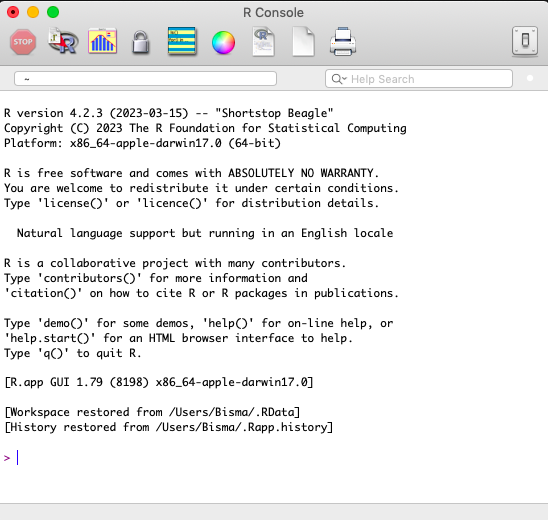 R Console
STOP
~
Help Search
R version 4.2.3 (2023-03-15) -- "Shortstop Beagle"
Copyright (C) 2023 The R Foundation for Statistical Computing
Platform: x86_64-apple-darwin17.0 (64-bit)
R is free software and comes with ABSOLUTELY NO WARRANTY.
You are welcome to redistribute it under certain conditions.
Type 'license()' or 'licence()' for distribution details.
Natural language support but running in an English locale
R is a collaborative project with many contributors.
Type 'contributors()' for more information and
'citation()' on how to cite R or R packages in publications.
Type 'demo()' for some demos, 'help()' for on-line help, or
'help.start()' for an HTML browser interface to help.
Type 'q()' to quit R.
[R.app GUI 1.79 (8198) x86_64-apple-darwin17.0]
[Workspace restored from /Users/Bisma/.RData]
[History restored from /Users/Bisma/.Rapp.history]
>